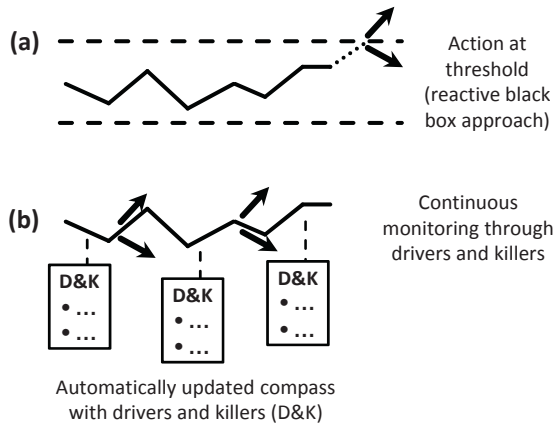 (a)
Action at
threshold
(reactive black
box approach)
(b)
Continuous
monitoring through
drivers and killers
D&K
• ...
• ...
D&K
• ...
• ...
D&K
• ...
• ...
Automatically updated compass
with drivers and killers (D&K)